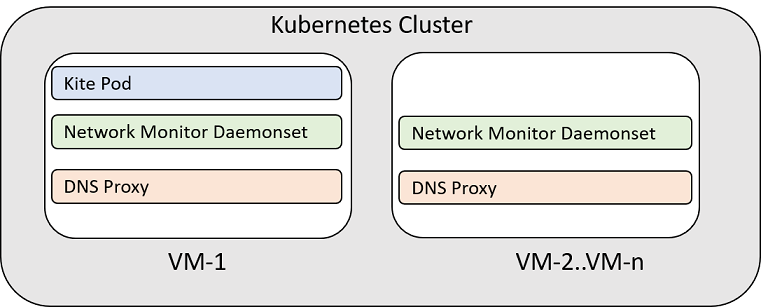 Kubernetes Cluster
Kite Pod
Network Monitor Daemonset
DNS Proxy
VM-1
Network Monitor Daemonset
DNS Proxy
VM-2..VM-n